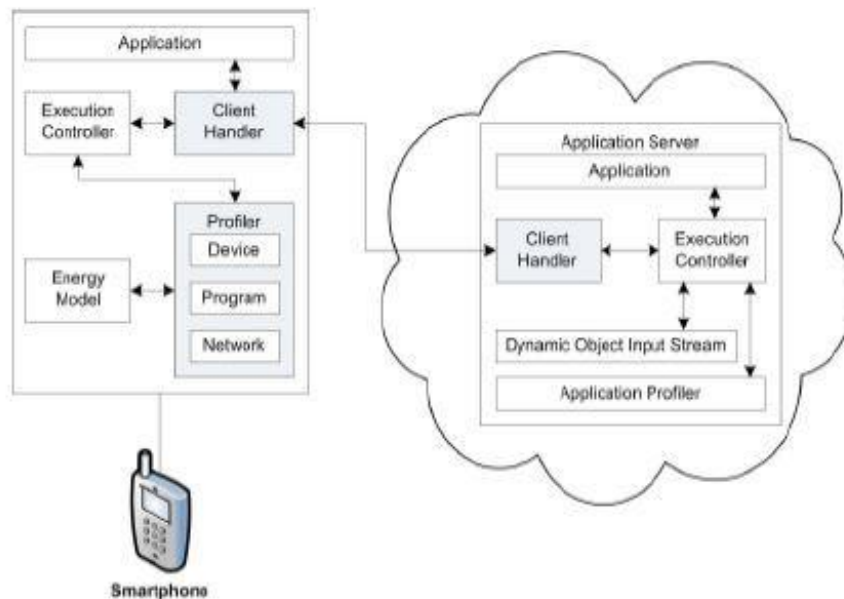 Application
Execution
Controller
Client
Handler
Profiler
Device
Energy
Model
Program
Network
Smartphone
Application Server
Application
Client
Handler
Execution
Controller
Dynamic Object Input Stream
Application Profiler